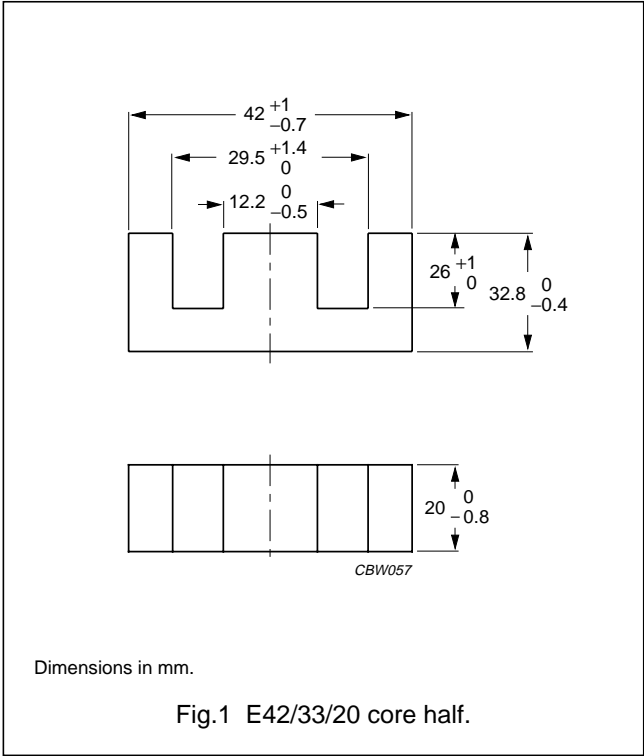 42 +1 −0.7
29.5 +1.4 0
12.2 0 −0.5
26 +1 0
32.8 0 −0.4
20 0 −0.8
CBW057
Dimensions in mm.
Fig.1 E42/33/20 core half.